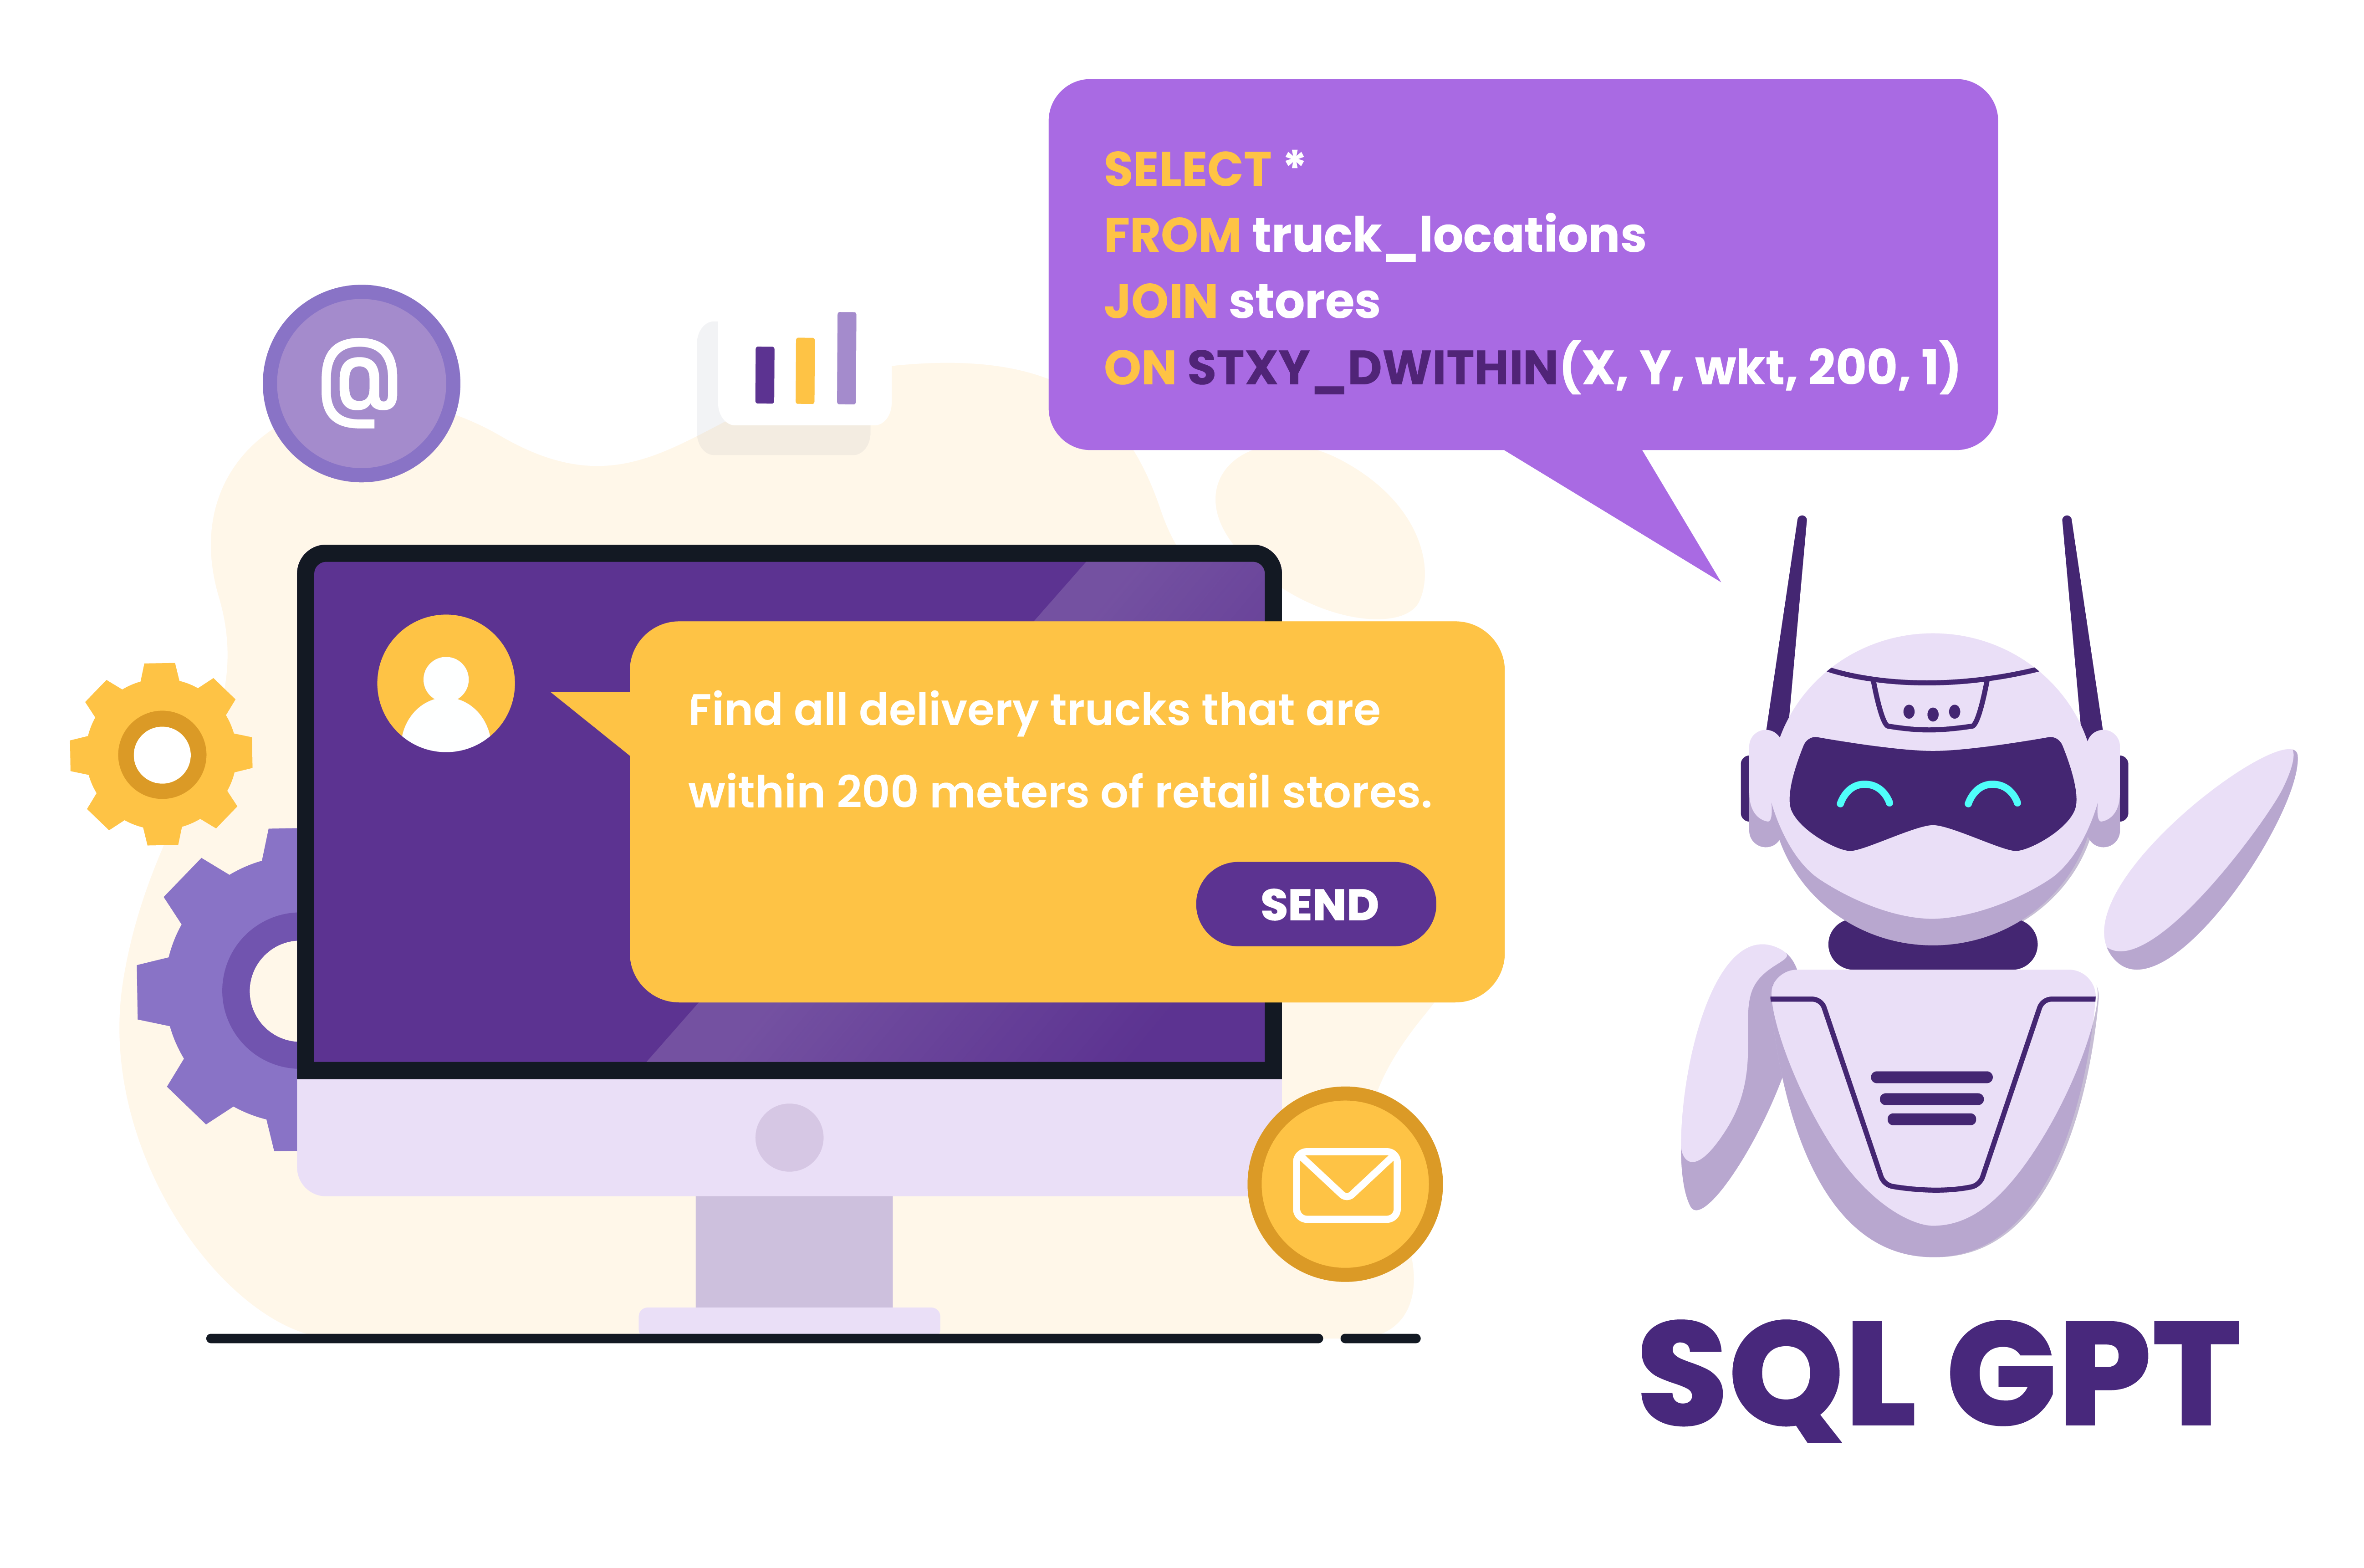 SELECT *
FROM truck_locations
JOIN stores
ON STXY_DWITHIN(X, Y, wkt, 200, 1)
@
Find all delivery trucks that are
within 200 meters of retail stores.
SEND
SQL GPT